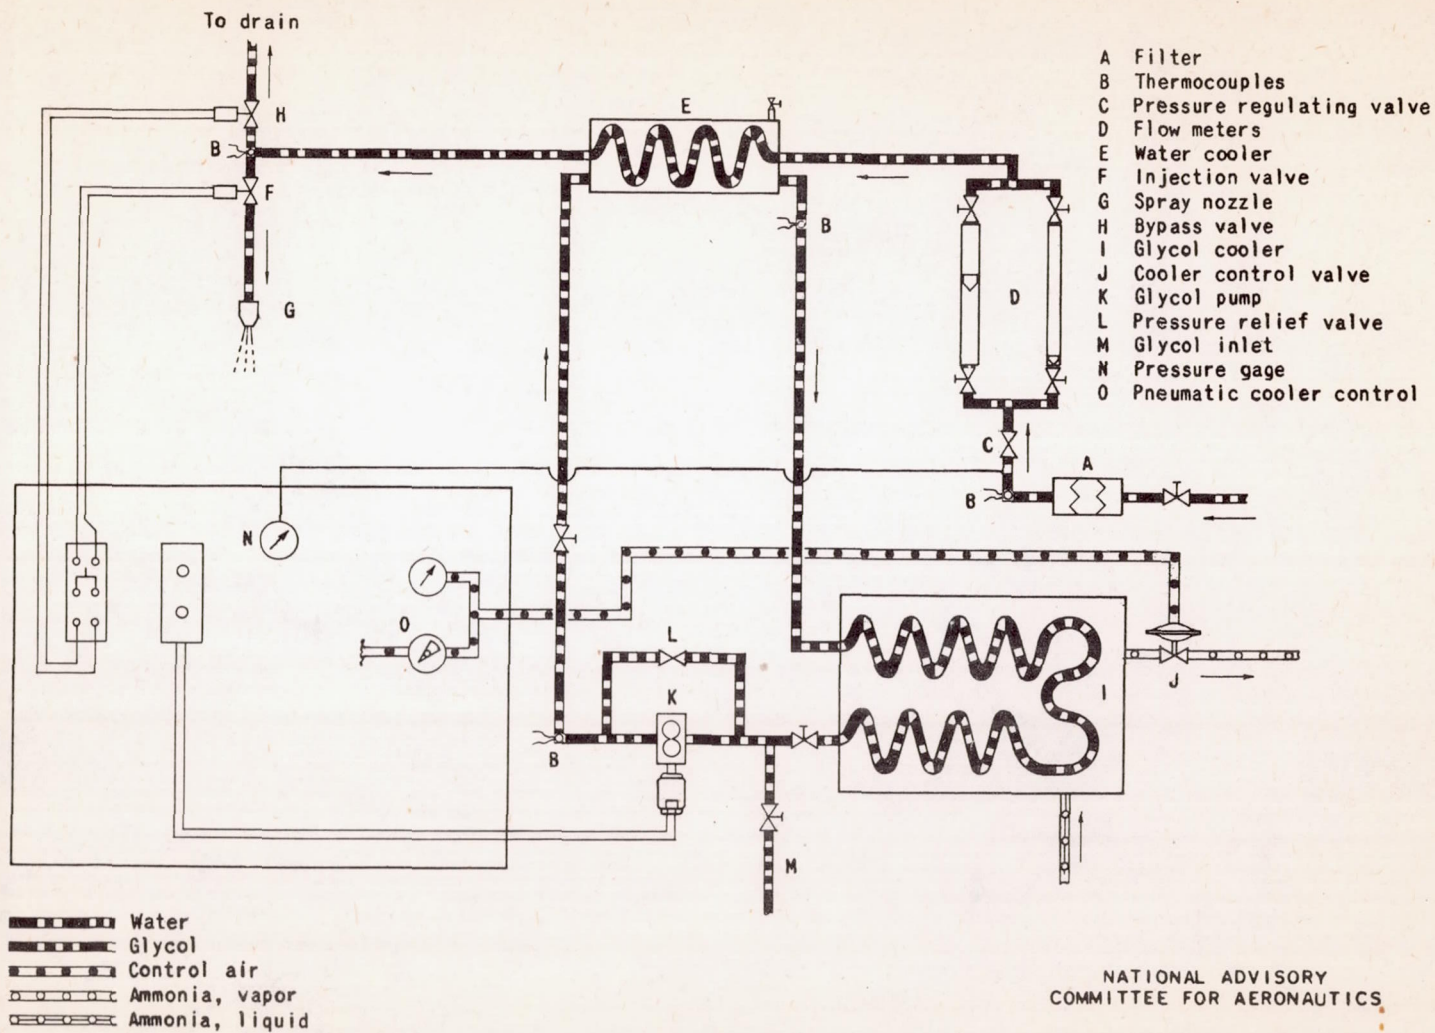 To drain
H
B
F
G
E
B
D
C
B
A
N
O
L
K
B
M
I
J
A Filter
B Thermocouples
C Pressure regulating valve
D Flow meters
E Water cooler
F Injection valve
G Spray nozzle
H Bypass valve
I Glycol cooler
J Cooler control valve
K Glycol pump
L Pressure relief valve
M Glycol inlet
N Pressure gage
O Pneumatic cooler control
Water
Glycol
Control air
Ammonia, vapor
Ammonia, liquid
NATIONAL ADVISORY
COMMITTEE FOR AERONAUTICS